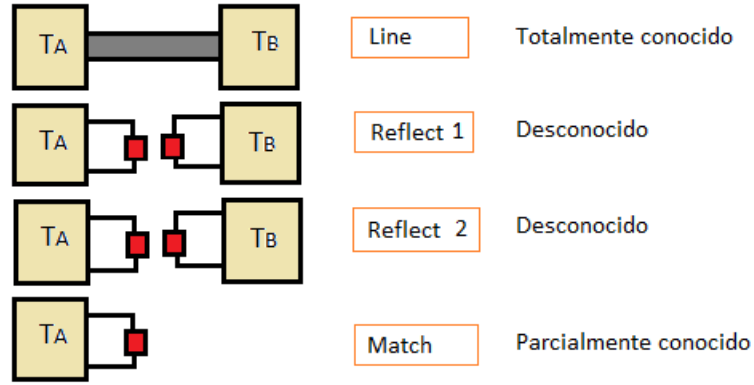 TA TB Line Totalmente conocido
TA TB Reflect 1 Desconocido
TA TB Reflect 2 Desconocido
TA Match Parcialmente conocido